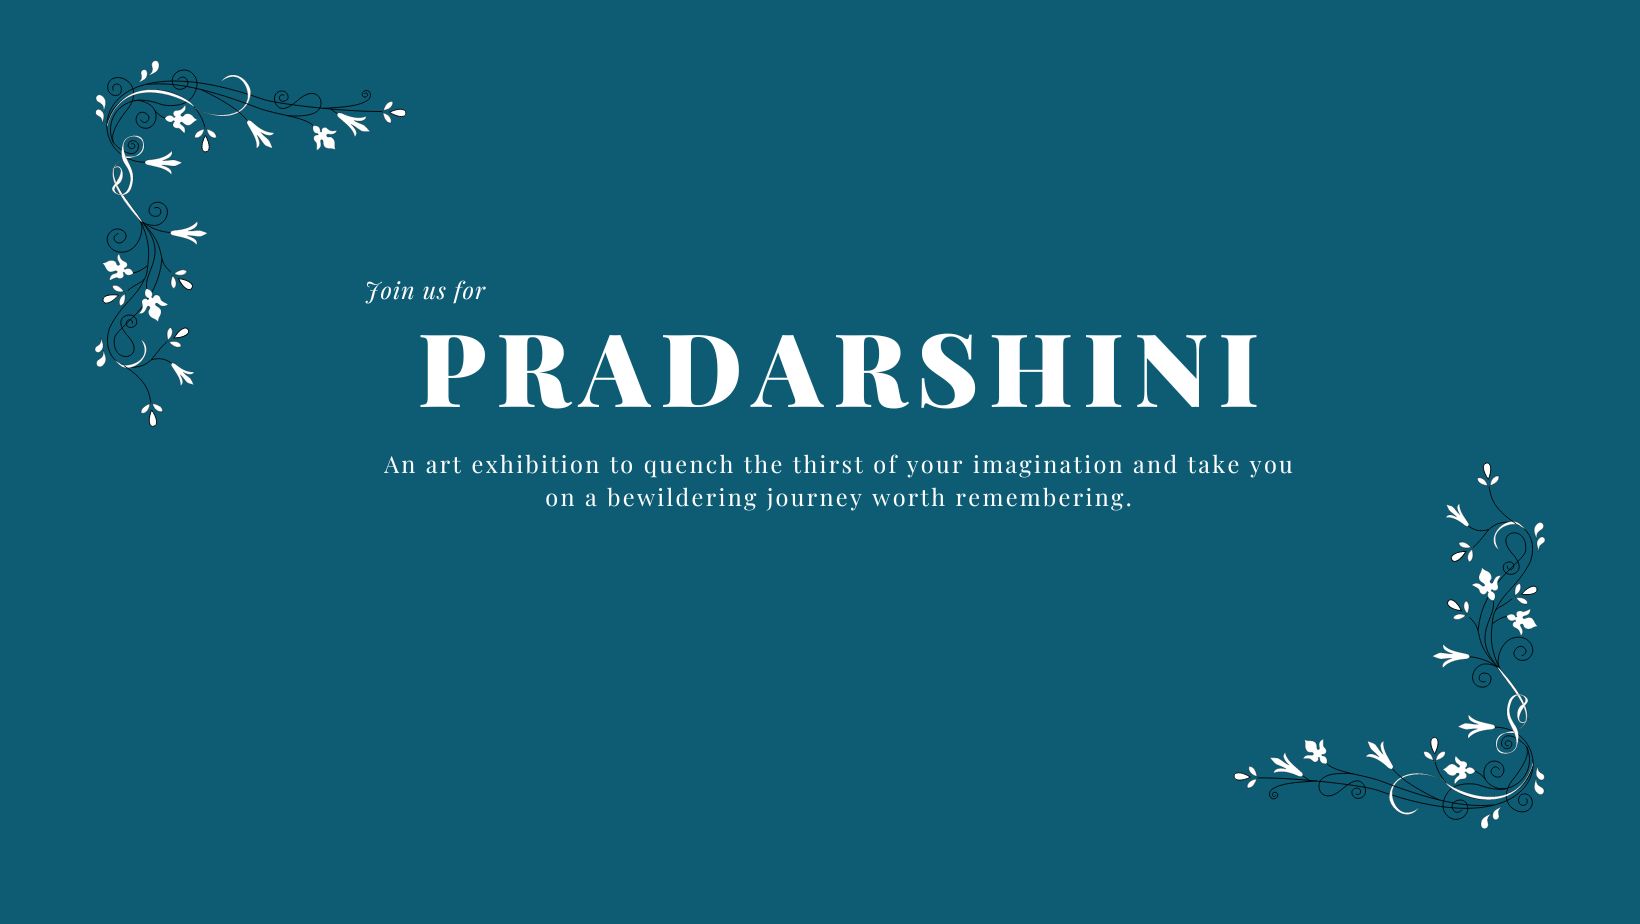 Join us for
PRADARSHINI
An art exhibition to quench the thirst of your imagination and take you
on a bewildering journey worth remembering.